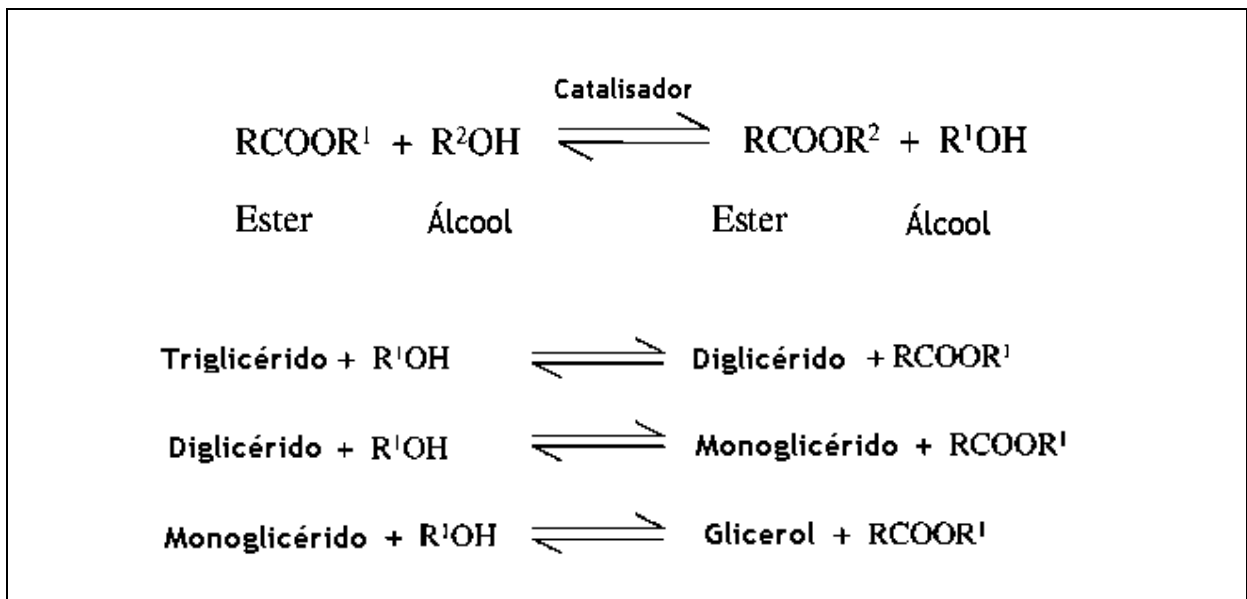 Catalisador
RCOOR¹ + R²OH ⇌ RCOOR² + R¹OH
Ester Álcool Ester Álcool
Triglicérido + R¹OH ⇌ Diglicérido + RCOOR¹
Diglicérido + R¹OH ⇌ Monoglicérido + RCOOR¹
Monoglicérido + R¹OH ⇌ Glicerol + RCOOR¹